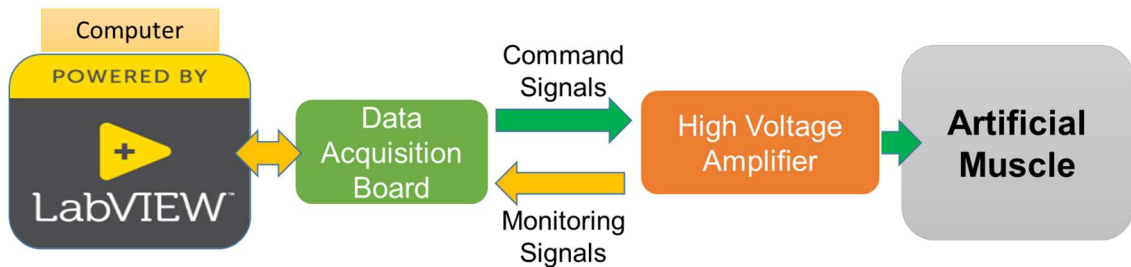 Computer
POWERED BY
+
LabVIEW™
Data
Acquisition
Board
Command
Signals
Monitoring
Signals
High Voltage
Amplifier
Artificial
Muscle